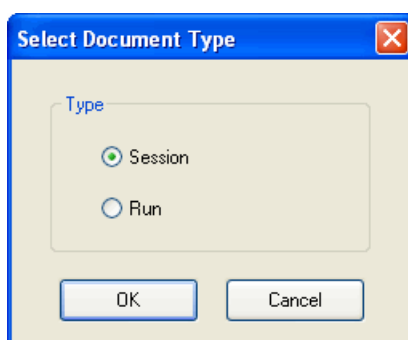 Select Document Type
Type
Session
Run
OK Cancel